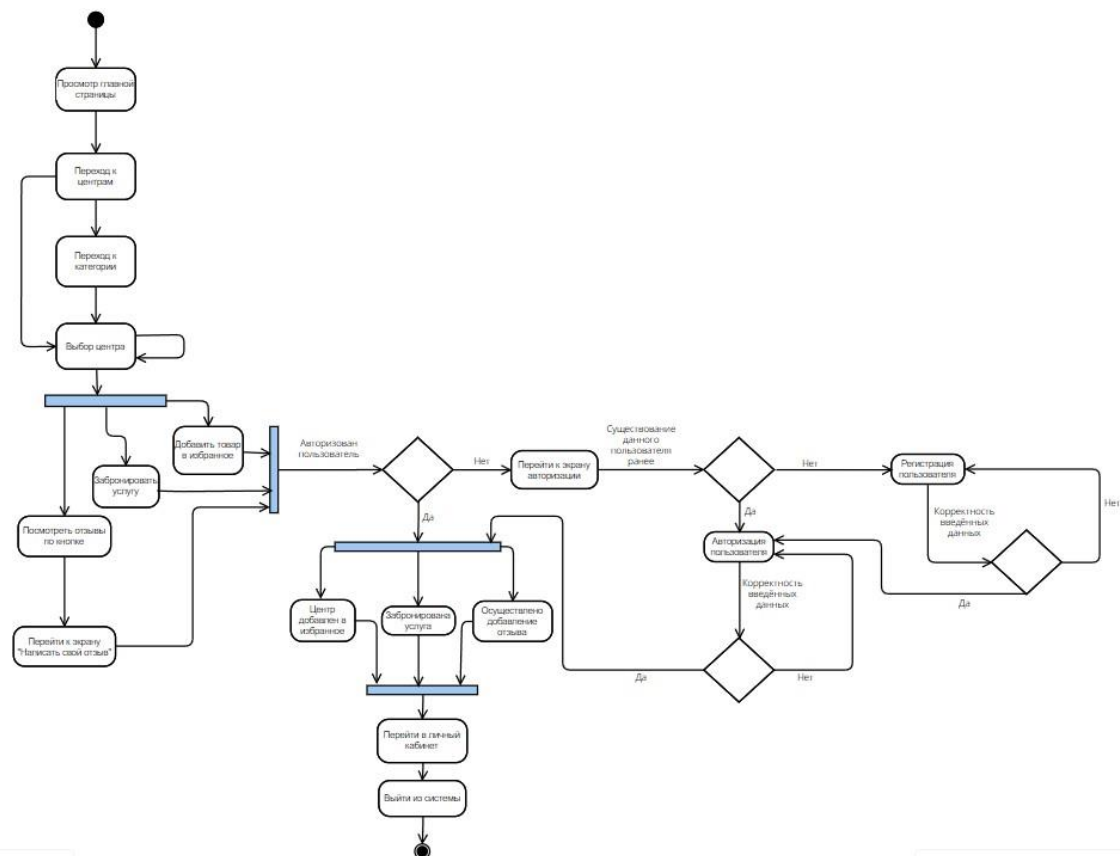 Просмотр главной
страницы
Переход к
центрам
Переход к
категории
Выбор центра
Добавить товар
в избранное
Забронировать
услугу
Посмотреть отзывы
по кнопке
Перейти к экрану
"Написать свой отзыв"
Авторизован
пользователь
Нет
Да
Перейти к экрану
авторизации
Существование
данного
пользователя
ранее
Нет
Да
Регистрация
пользователя
Корректность
введённых
данных
Нет
Да
Авторизация
пользователя
Корректность
введённых
данных
Да
Нет
Центр
добавлен в
избранное
Забронирована
услуга
Осуществлено
добавление
отзыва
Перейти в личный
кабинет
Выйти из системы